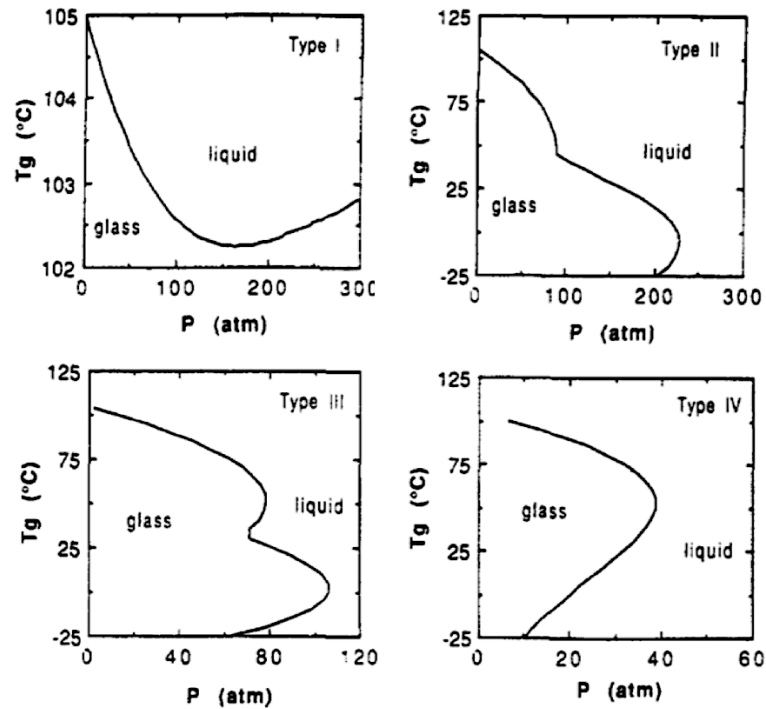 105
Type I
104
Tg (°C)
liquid
103
glass
102
0 100 200 300
P (atm)
125
Type II
75
Tg (°C)
liquid
25
glass
-25
0 100 200 300
P (atm)
125
Type III
75
Tg (°C)
glass
liquid
25
-25
0 40 80 120
P (atm)
125
Type IV
75
Tg (°C)
glass
25
liquid
-25
0 20 40 60
P (atm)